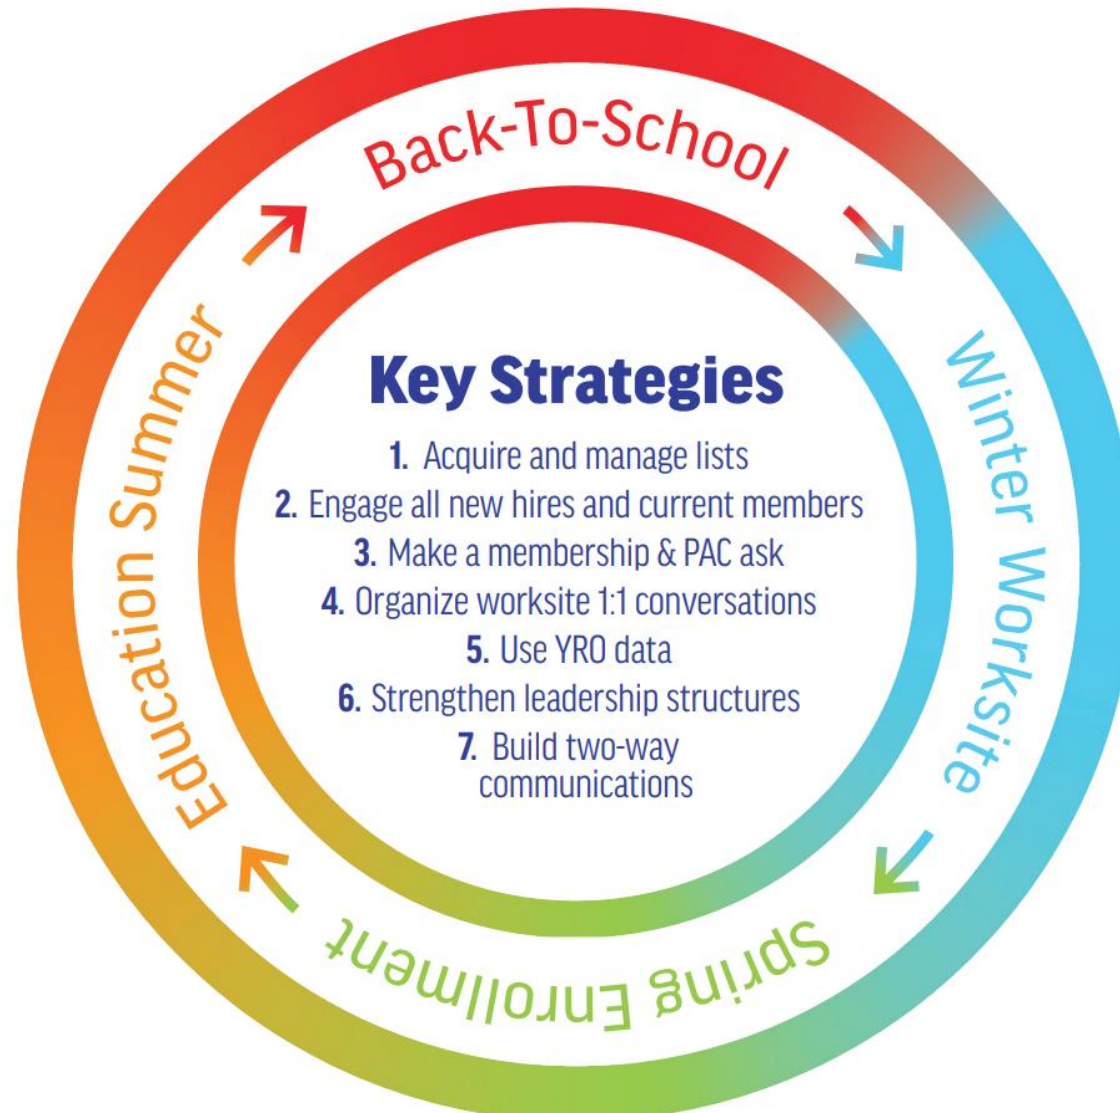 Back-To-School
Winter Worksite
Spring Enrollment
Education Summer
Key Strategies
1. Acquire and manage lists
2. Engage all new hires and current members
3. Make a membership & PAC ask
4. Organize worksite 1:1 conversations
5. Use YRO data
6. Strengthen leadership structures
7. Build two-way
communications